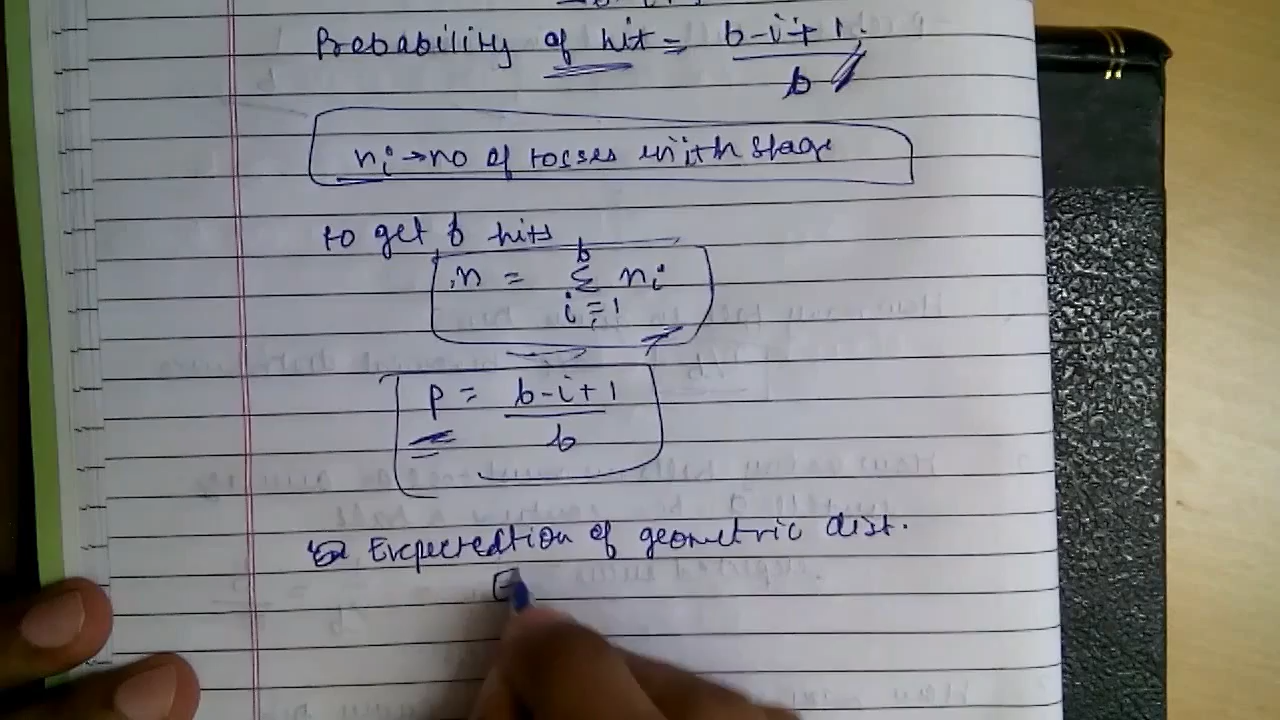 Probability of hit = b-i+1 / b
ni → no of tosses in ith stage
to get b hits
n = b Σ i=1 ni
p = b-i+1 / b
Expectation of geometric dist.
E